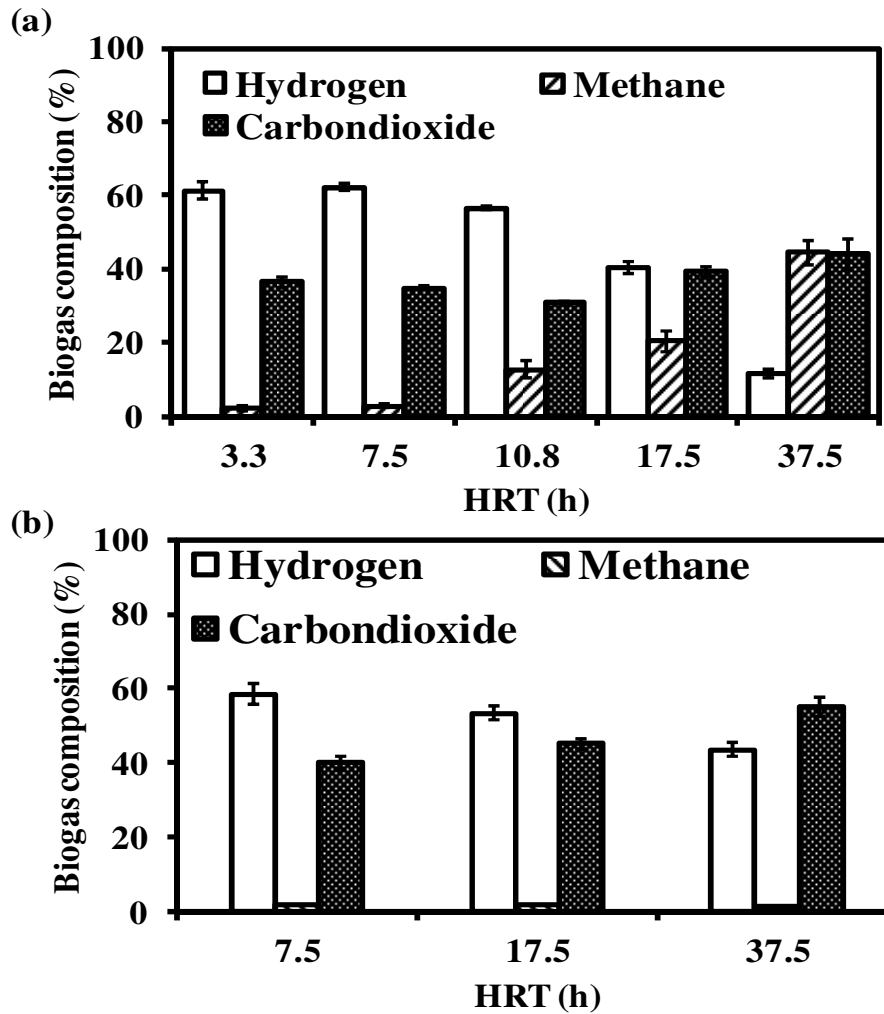 (a)
Biogas composition (%)
100
80
60
40
20
0
Hydrogen
Methane
Carbondioxide
3.3
7.5
10.8
17.5
37.5
HRT (h)
(b)
Biogas composition (%)
100
80
60
40
20
0
Hydrogen
Methane
Carbondioxide
7.5
17.5
37.5
HRT (h)